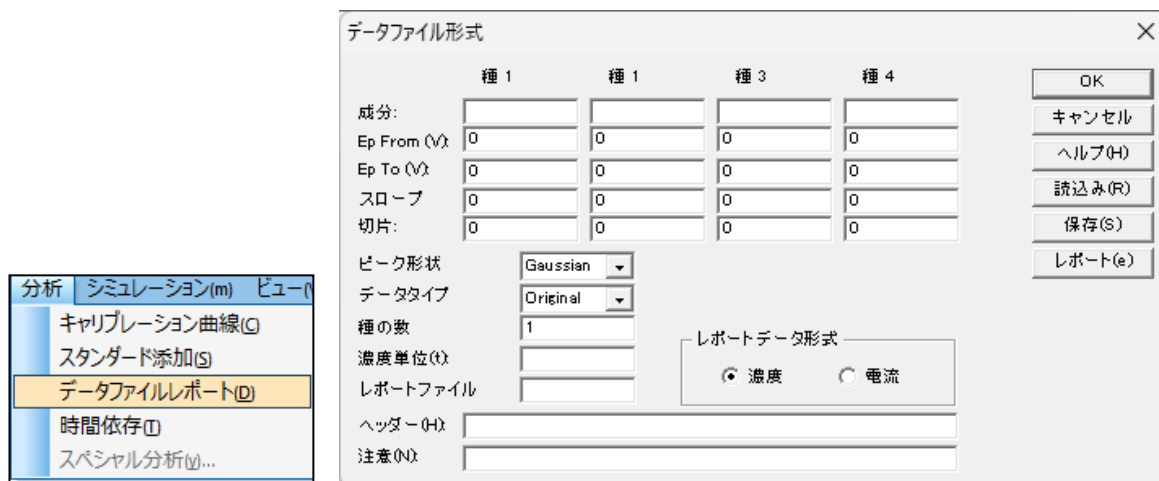 分析 シミュレーション(m) ビュー(
キャリブレーション曲線(C)
スタンダード添加(S)
データファイルレポート(D)
時間依存(T)
スペシャル分析(y)...
データファイル形式
種 1 種 1 種 3 種 4
成分:
Ep From (V): 0 0 0 0
Ep To (V): 0 0 0 0
スロープ 0 0 0 0
切片: 0 0 0 0
ピーク形状 Gaussian
データタイプ Original
種の数 1
濃度単位(t):
レポートファイル
ヘッダー(H):
注意(N):
レポートデータ形式
濃度 電流
OK
キャンセル
ヘルプ(H)
読込み(R)
保存(S)
レポート(e)